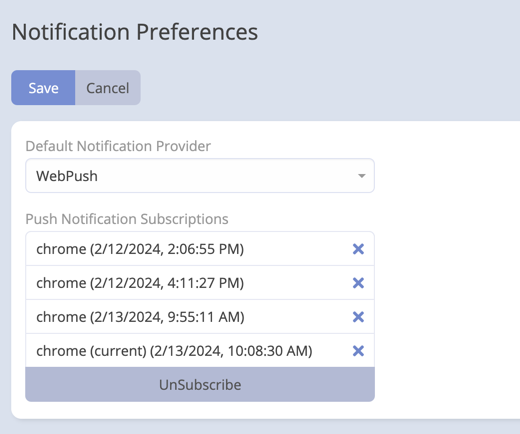 Notification Preferences
Save
Cancel
Default Notification Provider
WebPush
Push Notification Subscriptions
chrome (2/12/2024, 2:06:55 PM)
chrome (2/12/2024, 4:11:27 PM)
chrome (2/13/2024, 9:55:11 AM)
chrome (current) (2/13/2024, 10:08:30 AM)
UnSubscribe